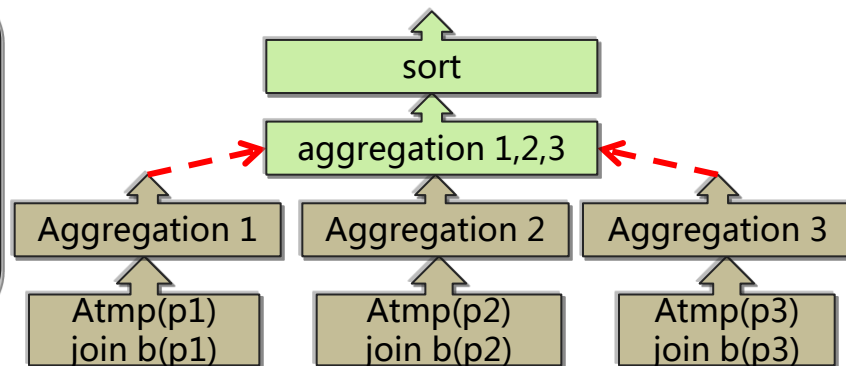 sort
aggregation 1,2,3
Aggregation 1
Aggregation 2
Aggregation 3
Atmp(p1)
join b(p1)
Atmp(p2)
join b(p2)
Atmp(p3)
join b(p3)